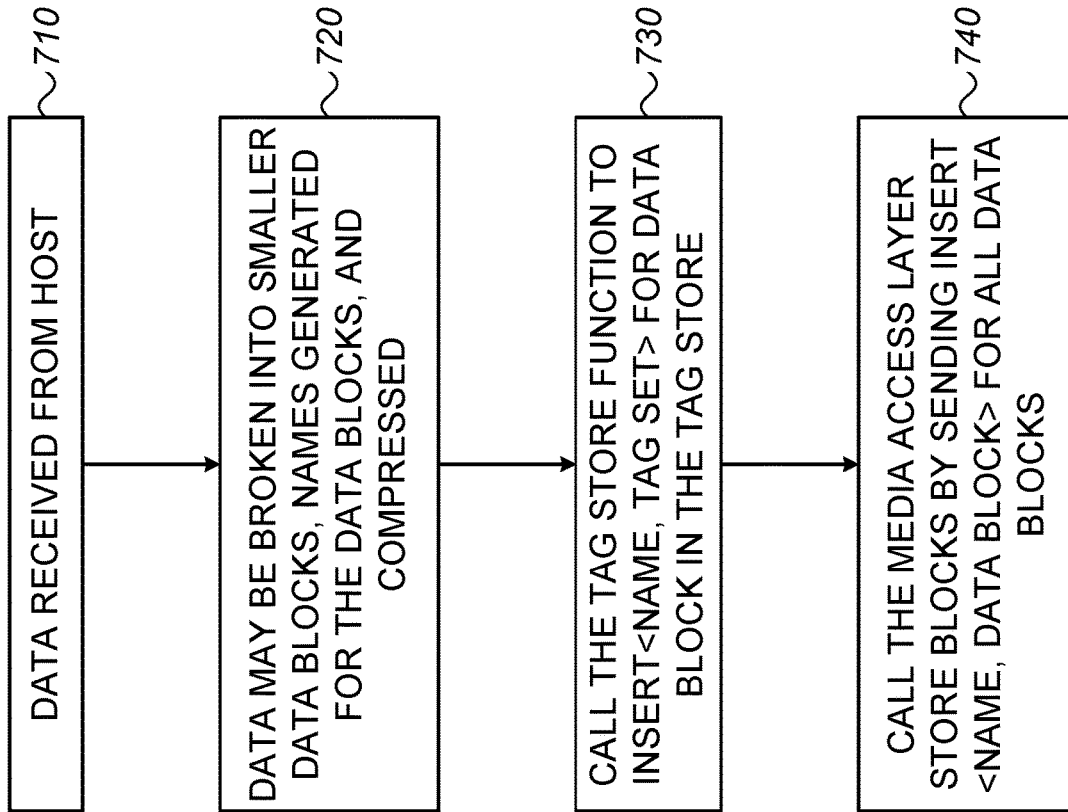 DATA RECEIVED FROM HOST
710
DATA MAY BE BROKEN INTO SMALLER
DATA BLOCKS, NAMES GENERATED
FOR THE DATA BLOCKS, AND
COMPRESSED
720
CALL THE TAG STORE FUNCTION TO
INSERT<NAME, TAG SET> FOR DATA
BLOCK IN THE TAG STORE
730
CALL THE MEDIA ACCESS LAYER
STORE BLOCKS BY SENDING INSERT
<NAME, DATA BLOCK> FOR ALL DATA
BLOCKS
740